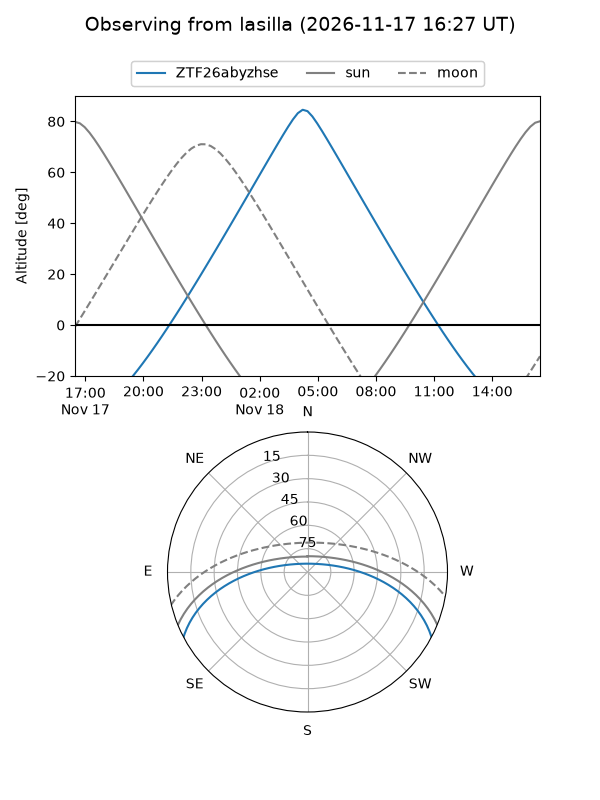 Observing from lasilla (2026-11-17 16:27 UT)
ZTF26abyzhse sun moon
Altitude [deg]
80
60
40
20
0
−20
17:00 20:00 23:00 02:00 05:00 08:00 11:00 14:00
Nov 17 Nov 18
N
NE NW
15
30
45
60
75
E W
SE SW
S